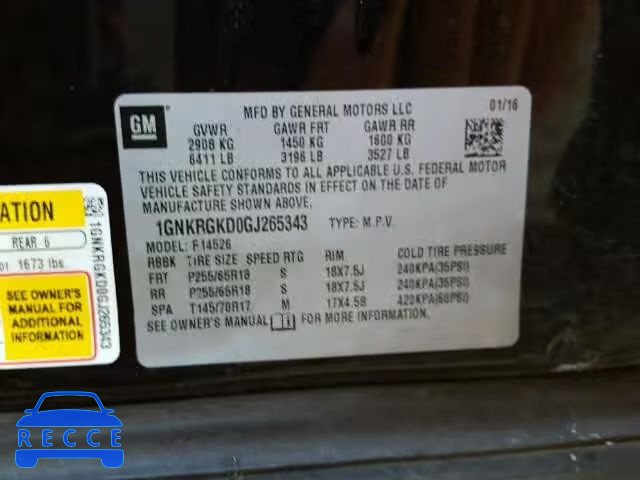 MFD BY GENERAL MOTORS LLC 01/16
GM
GVWR GAWR FRT GAWR RR
2908 KG 1450 KG 1600 KG
6411 LB 3196 LB 3527 LB
THIS VEHICLE CONFORMS TO ALL APPLICABLE U.S. FEDERAL MOTOR
VEHICLE SAFETY STANDARDS IN EFFECT ON THE DATE OF
MANUFACTURE SHOWN ABOVE.
1GNKRGKD0GJ265343 TYPE: M.P.V.
MODEL: R14526
RBBK TIRE SIZE SPEED RTG RIM COLD TIRE PRESSURE
FRT P255/65R18 S 18X7.5J 240KPA(35PSI)
RR P255/65R18 S 18X7.5J 240KPA(35PSI)
SPA T145/70R17 M 17X4.5B 420KPA(60PSI)
SEE OWNER'S MANUAL FOR MORE INFORMATION.
ATION
REAR 6
or 1673 lbs.
SEE OWNER'S
MANUAL FOR
ADDITIONAL
INFORMATION
1GNKRGKD0GJ265343
RECCE